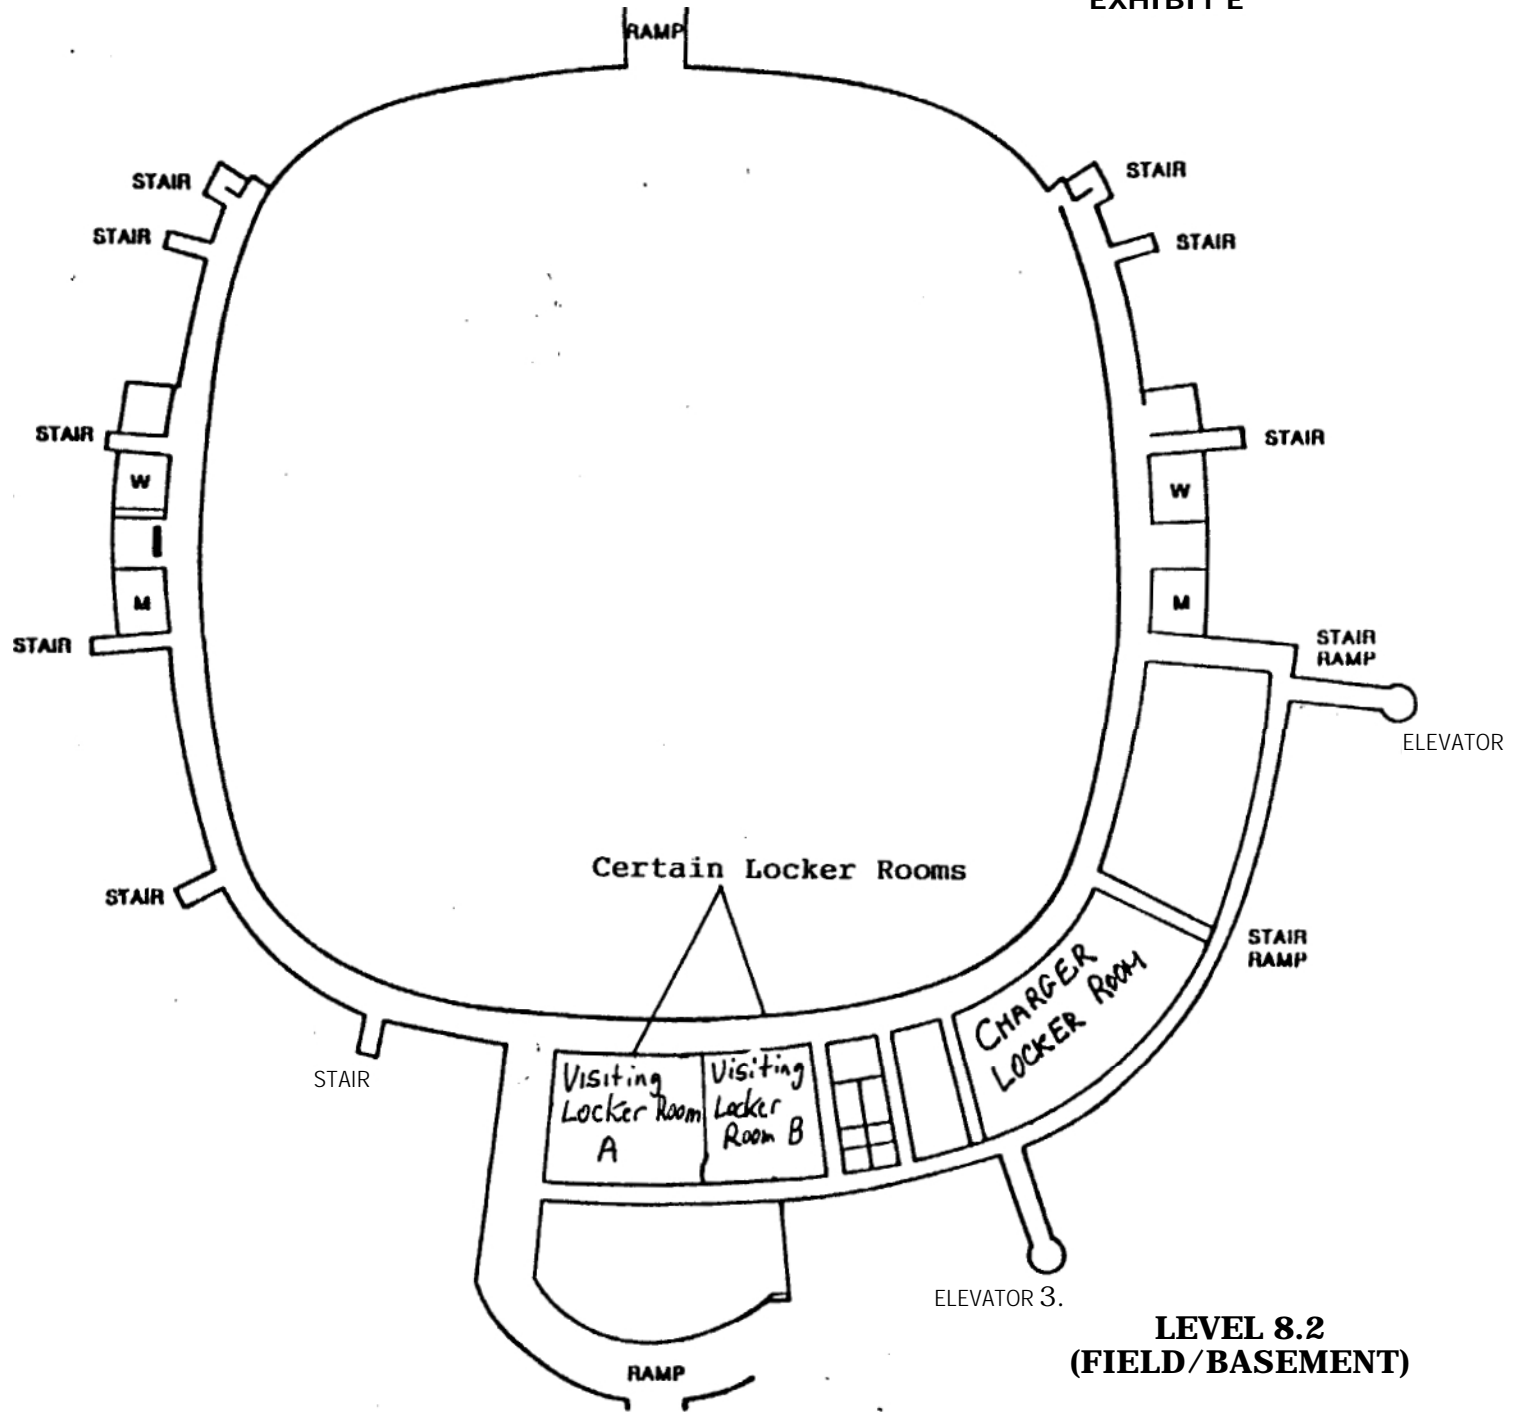 EXHIBIT E
RAMP
STAIR
STAIR
STAIR
STAIR
STAIR
STAIR
W
W
M
M
STAIR
STAIR
RAMP
ELEVATOR
Certain Locker Rooms
STAIR
STAIR
RAMP
CHARGER
LOCKER ROOM
STAIR
Visiting
Locker Room
A
Visiting
Locker
Room B
ELEVATOR 3.
LEVEL 8.2
(FIELD/BASEMENT)
RAMP